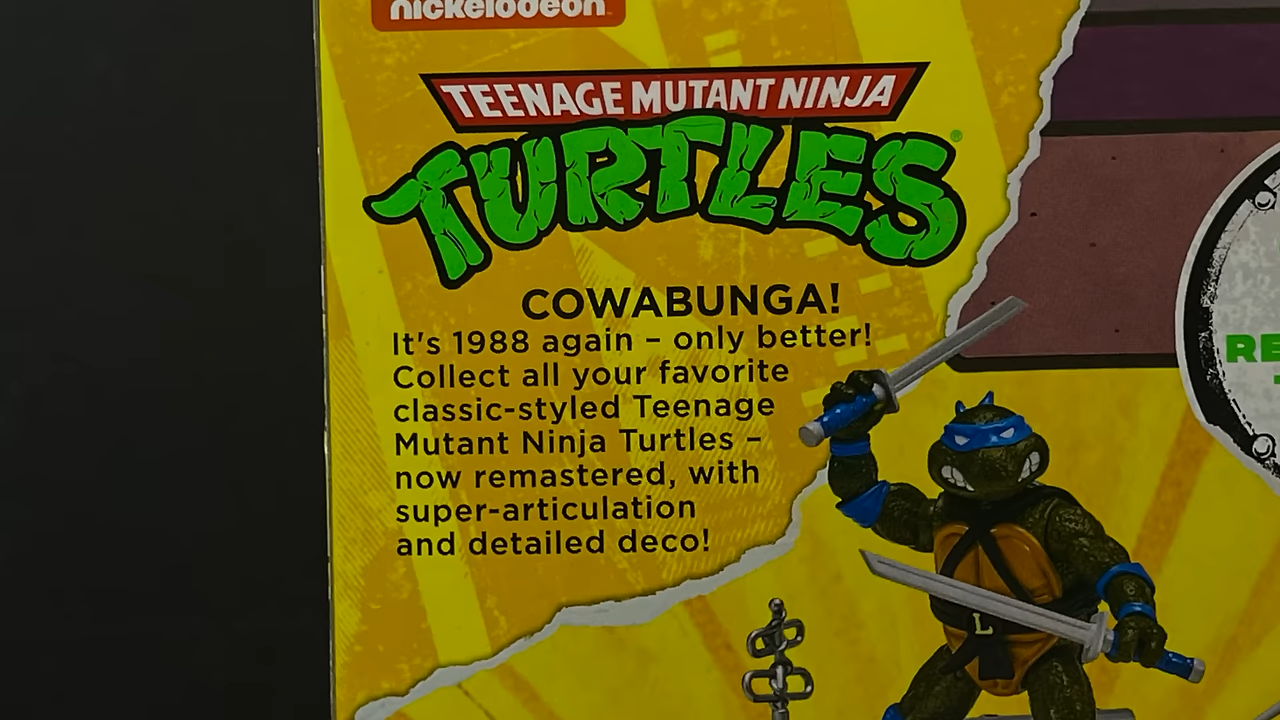 nickelodeon
TEENAGE MUTANT NINJA
TURTLES®
COWABUNGA!
It's 1988 again – only better!
Collect all your favorite
classic-styled Teenage
Mutant Ninja Turtles –
now remastered, with
super-articulation
and detailed deco!
RE
L